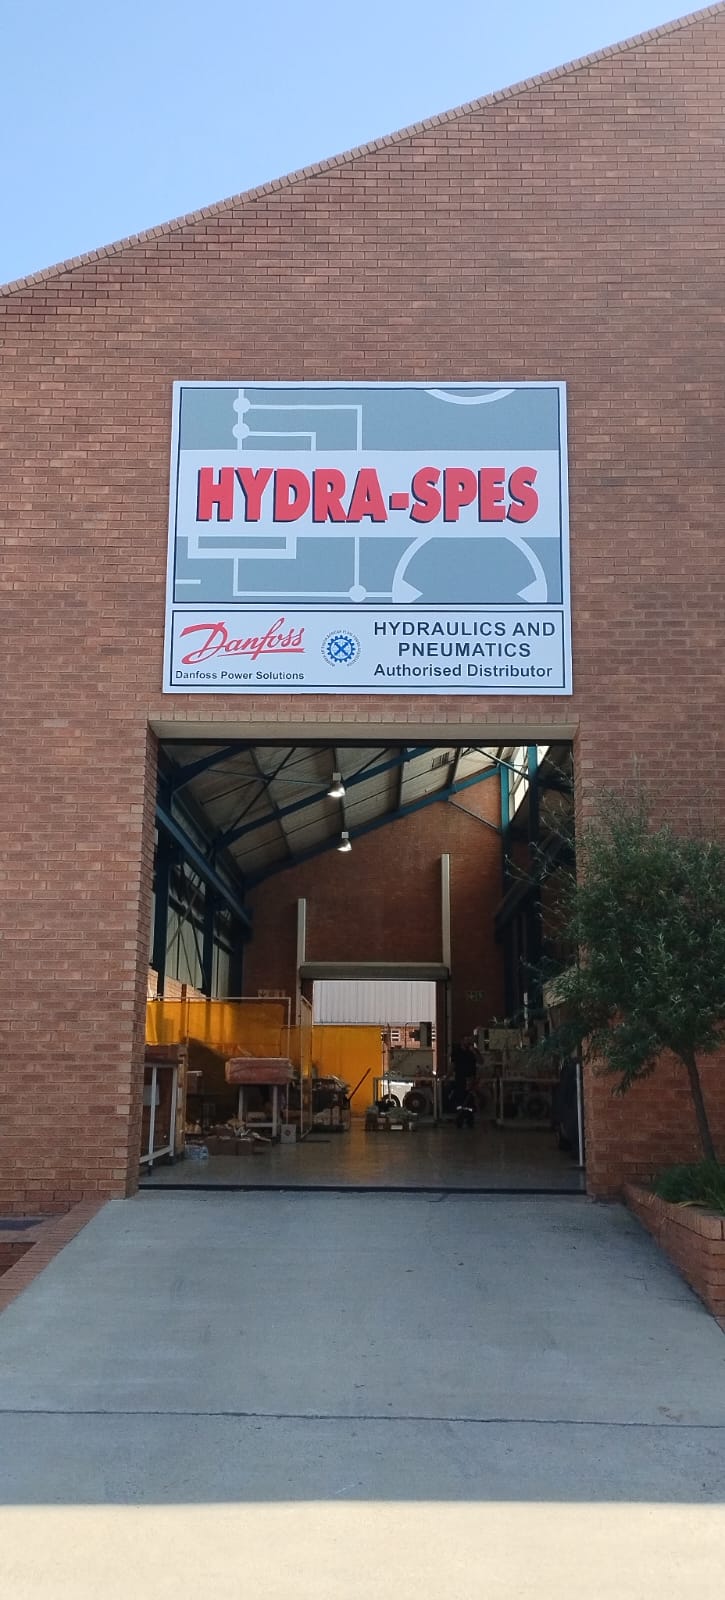 HYDRA-SPES
Danfoss
Danfoss Power Solutions
HYDRAULICS AND
PNEUMATICS
Authorised Distributor